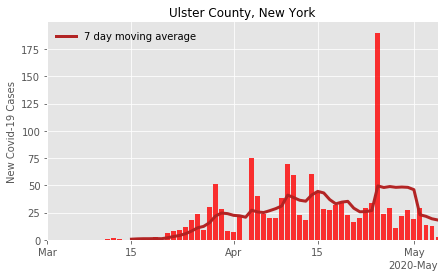 Ulster County, New York
7 day moving average
New Covid-19 Cases
175
150
125
100
75
50
25
0
Mar
15
Apr
15
May
2020-May